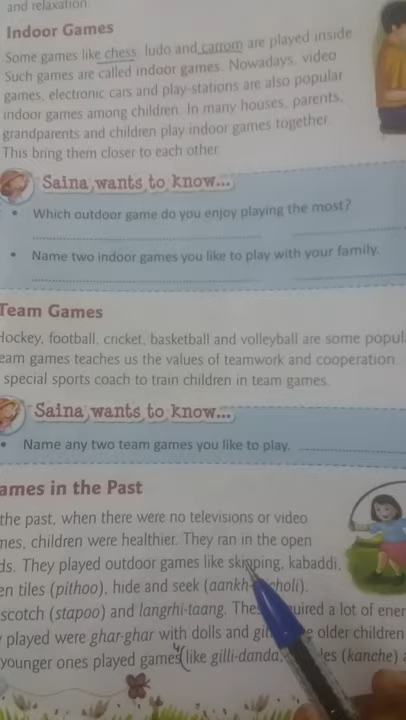 and relaxation.
Indoor Games
Some games like chess, ludo and carrom are played inside
Such games are called indoor games. Nowadays, video
games, electronic cars and play-stations are also popular
indoor games among children. In many houses, parents,
grandparents and children play indoor games together.
This bring them closer to each other.
Saina wants to know...
• Which outdoor game do you enjoy playing the most?
• Name two indoor games you like to play with your family.
Team Games
Hockey, football, cricket, basketball and volleyball are some
eam games teaches us the values of teamwork and cooperation
special sports coach to train children in team games.
Saina wants to know...
• Name any two team games you like to play.
ames in the Past
the past, when there were no televisions or video
children were healthier. They ran in the open
They played outdoor games like skipping, kabaddi,
tiles (pithoo), hide and seek
scotch (stapoo) and langrhi-taang. a lot of
played were ghar-ghar with dolls and older children
younger ones played games (like gilli-danda, (kanche)